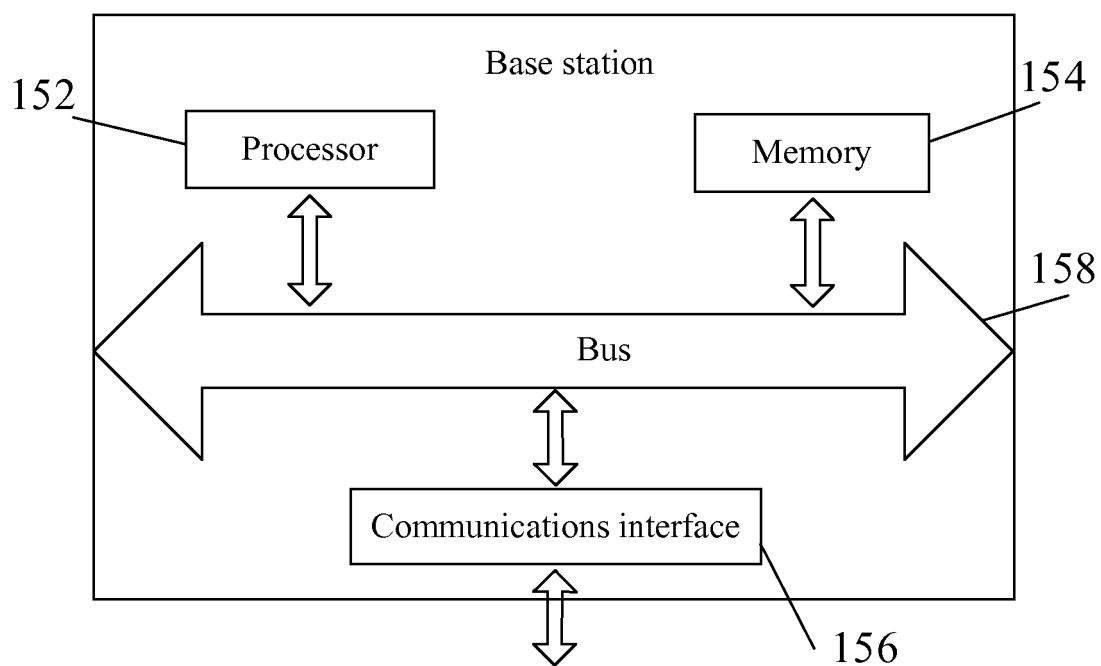 Base station
152
154
Processor
Memory
158
Bus
Communications interface
156